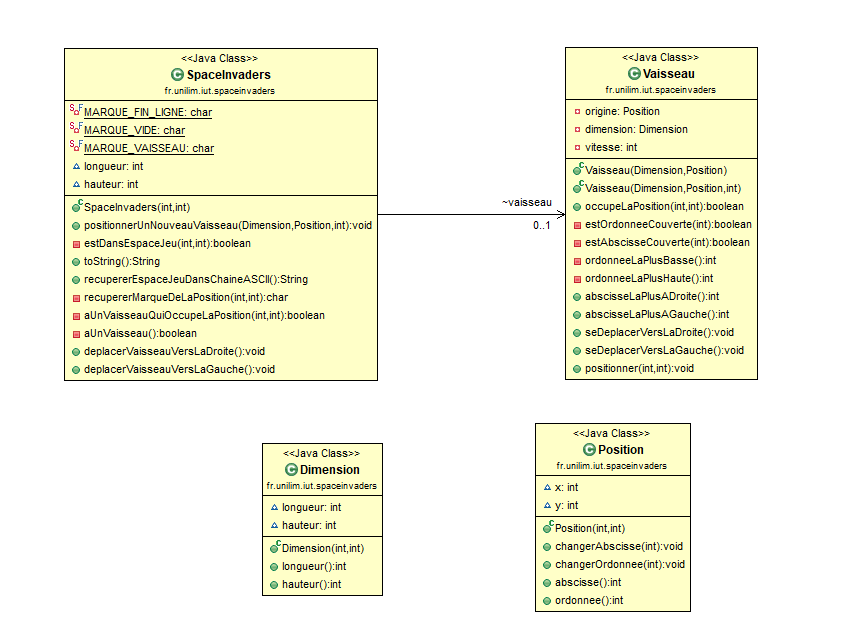 <<Java Class>>
SpaceInvaders
fr.unilim.iut.spaceinvaders
MARQUE_FIN_LIGNE: char
MARQUE_VIDE: char
MARQUE_VAISSEAU: char
longueur: int
hauteur: int
SpaceInvaders(int,int)
positionnerUnNouveauVaisseau(Dimension,Position,int):void
estDansEspaceJeu(int,int):boolean
toString():String
recupererEspaceJeuDansChaineASCII():String
recupererMarqueDeLaPosition(int,int):char
aUnVaisseauQuiOccupeLaPosition(int,int):boolean
aUnVaisseau():boolean
deplacerVaisseauVersLaDroite():void
deplacerVaisseauVersLaGauche():void
~vaisseau
0..1
<<Java Class>>
Vaisseau
fr.unilim.iut.spaceinvaders
origine: Position
dimension: Dimension
vitesse: int
Vaisseau(Dimension,Position)
Vaisseau(Dimension,Position,int)
occupeLaPosition(int,int):boolean
estOrdonneeCouverte(int):boolean
estAbscisseCouverte(int):boolean
ordonneeLaPlusBasse():int
ordonneeLaPlusHaute():int
abscisseLaPlusADroite():int
abscisseLaPlusAGauche():int
seDeplacerVersLaDroite():void
seDeplacerVersLaGauche():void
positionner(int,int):void
<<Java Class>>
Dimension
fr.unilim.iut.spaceinvaders
longueur: int
hauteur: int
Dimension(int,int)
longueur():int
hauteur():int
<<Java Class>>
Position
fr.unilim.iut.spaceinvaders
x: int
y: int
Position(int,int)
changerAbscisse(int):void
changerOrdonnee(int):void
abscisse():int
ordonnee():int